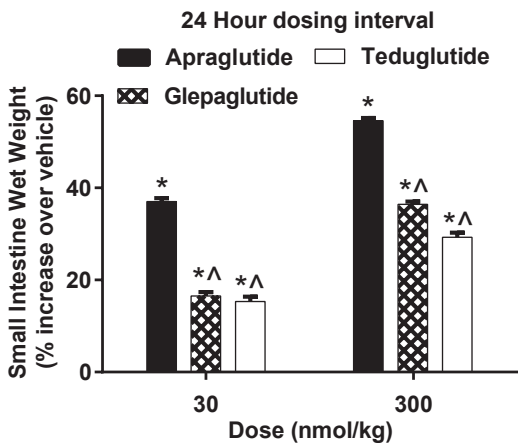 24 Hour dosing interval
Apraglutide
Teduglutide
Glepaglutide
Small Intestine Wet Weight
(% increase over vehicle)
60
40
20
0
*
*^
*^
*
*^
*^
30
300
Dose (nmol/kg)